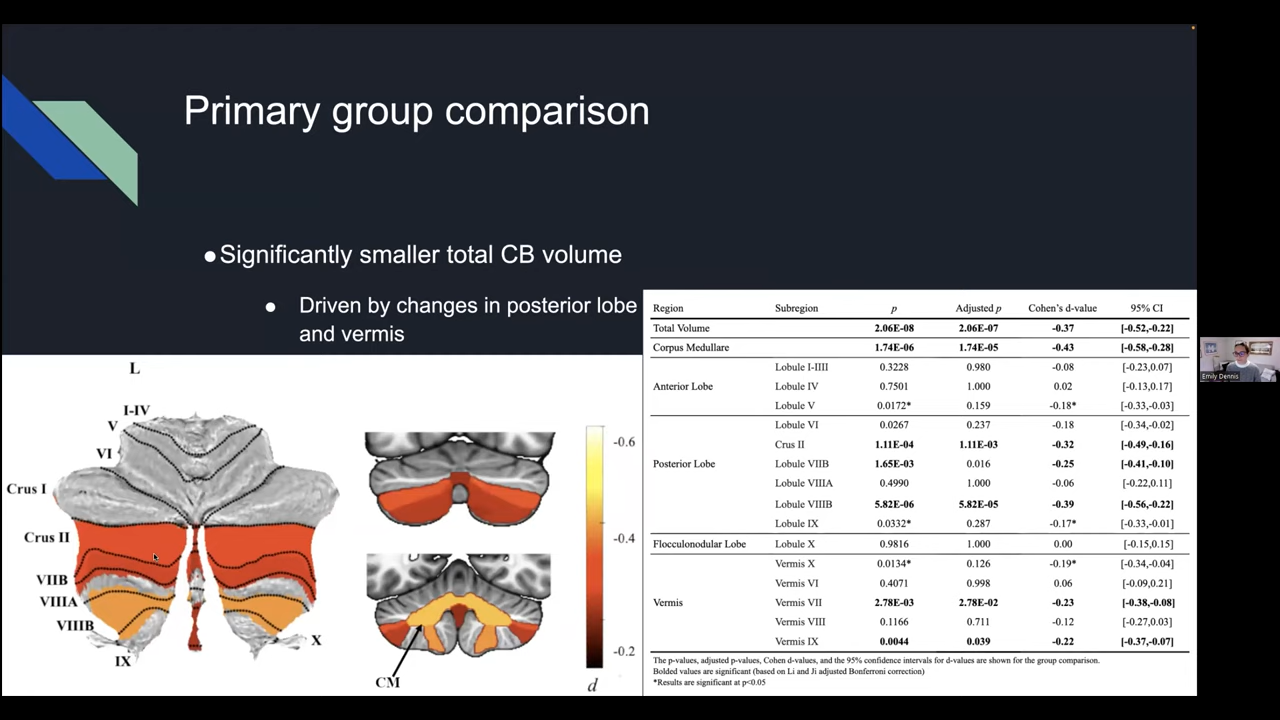 Primary group comparison
●Significantly smaller total CB volume
● Driven by changes in posterior lobe
and vermis
L
I-IV
V
VI
Crus I
Crus II
VIIB
VIIIA
VIIIB
IX
X
CM
-0.6
-0.4
-0.2
d
Region Subregion p Adjusted p Cohen's d-value 95% CI
Total Volume 2.06E-08 2.06E-07 -0.37 [-0.52,-0.22]
Corpus Medullare 1.74E-06 1.74E-05 -0.43 [-0.58,-0.28]
Lobule I-IIII 0.3228 0.980 -0.08 [-0.23,0.07]
Anterior Lobe Lobule IV 0.7501 1.000 0.02 [-0.13,0.17]
Lobule V 0.0172* 0.159 -0.18* [-0.33,-0.03]
Lobule VI 0.0267 0.237 -0.18 [-0.34,-0.02]
Crus II 1.11E-04 1.11E-03 -0.32 [-0.49,-0.16]
Posterior Lobe Lobule VIIB 1.65E-03 0.016 -0.25 [-0.41,-0.10]
Lobule VIIIA 0.4990 1.000 -0.06 [-0.22,0.11]
Lobule VIIIB 5.82E-06 5.82E-05 -0.39 [-0.56,-0.22]
Lobule IX 0.0332* 0.287 -0.17* [-0.33,-0.01]
Flocculonodular Lobe Lobule X 0.9816 1.000 0.00 [-0.15,0.15]
Vermis X 0.0134* 0.126 -0.19* [-0.34,-0.04]
Vermis VI 0.4071 0.998 0.06 [-0.09,0.21]
Vermis Vermis VII 2.78E-03 2.78E-02 -0.23 [-0.38,-0.08]
Vermis VIII 0.1166 0.711 -0.12 [-0.27,0.03]
Vermis IX 0.0044 0.039 -0.22 [-0.37,-0.07]
The p-values, adjusted p-values, Cohen d-values, and the 95% confidence intervals for d-values are shown for the group comparison.
Bolded values are significant (based on Li and Ji adjusted Bonferroni correction)
*Results are significant at p<0.05
Emily Dennis